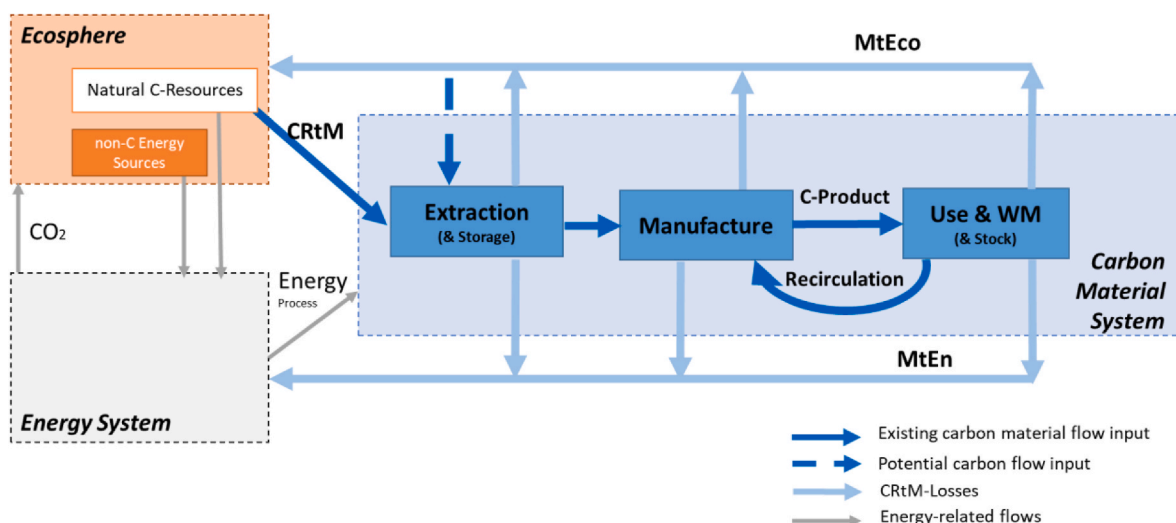 Ecosphere
Natural C-Resources
non-C Energy
Sources
CO2
Energy
Process
Energy System
CRtM
MtEco
Extraction
(& Storage)
Manufacture
C-Product
Use & WM
(& Stock)
Recirculation
Carbon
Material
System
MtEn
Existing carbon material flow input
Potential carbon flow input
CRtM-Losses
Energy-related flows